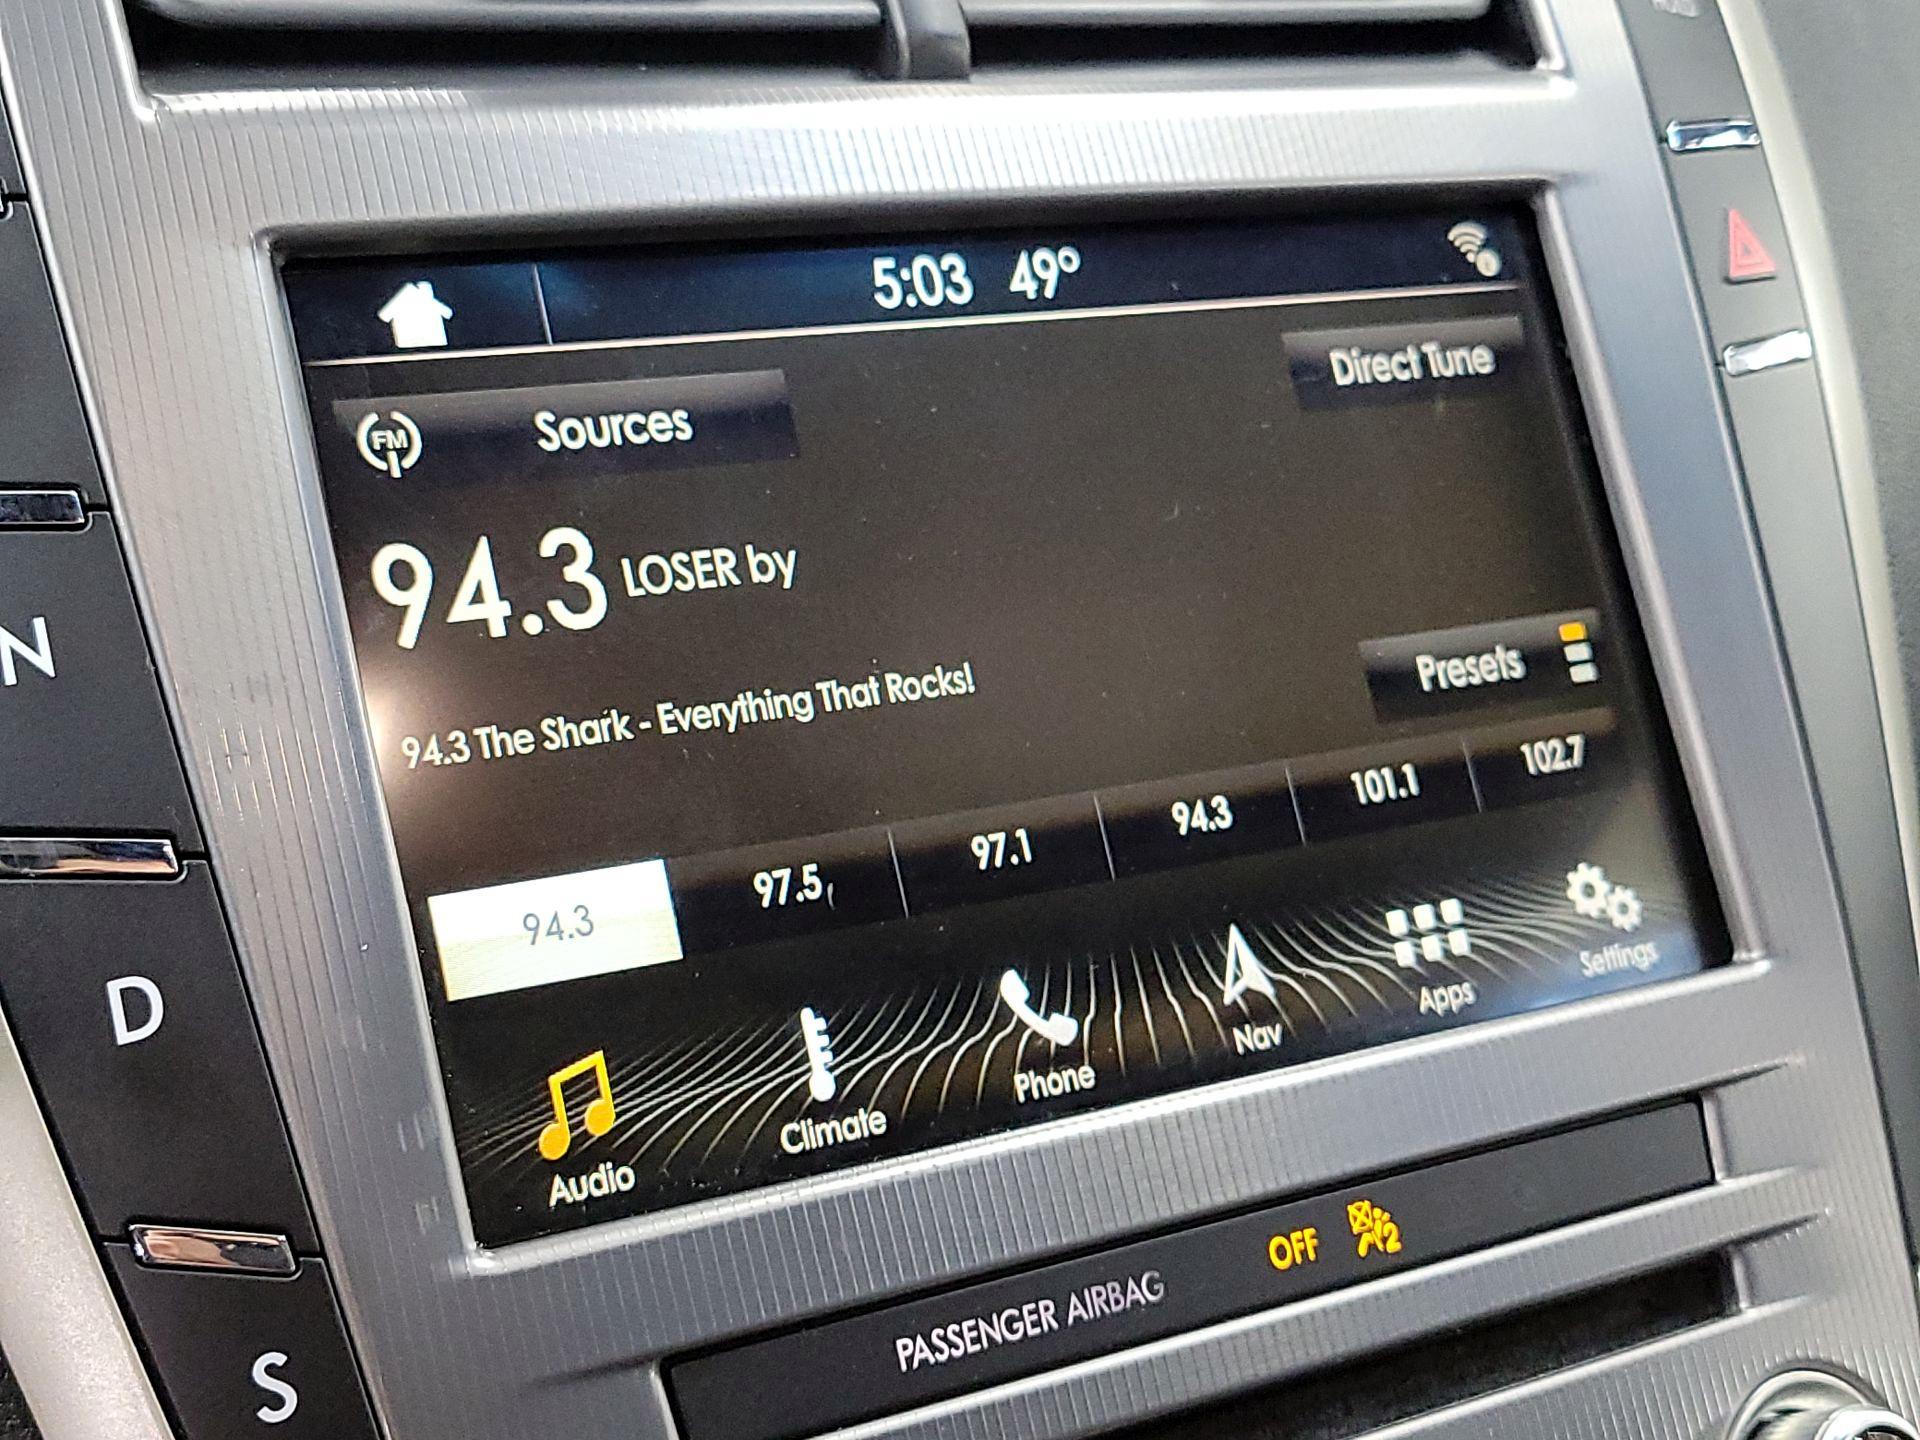 5:03 49°
Direct Tune
FM Sources
94.3 LOSER by
94.3 The Shark - Everything That Rocks!
Presets
94.3 97.5 97.1 94.3 101.1 102.7
Audio Climate Phone Nav Apps Settings
PASSENGER AIRBAG OFF 2
N
D
S